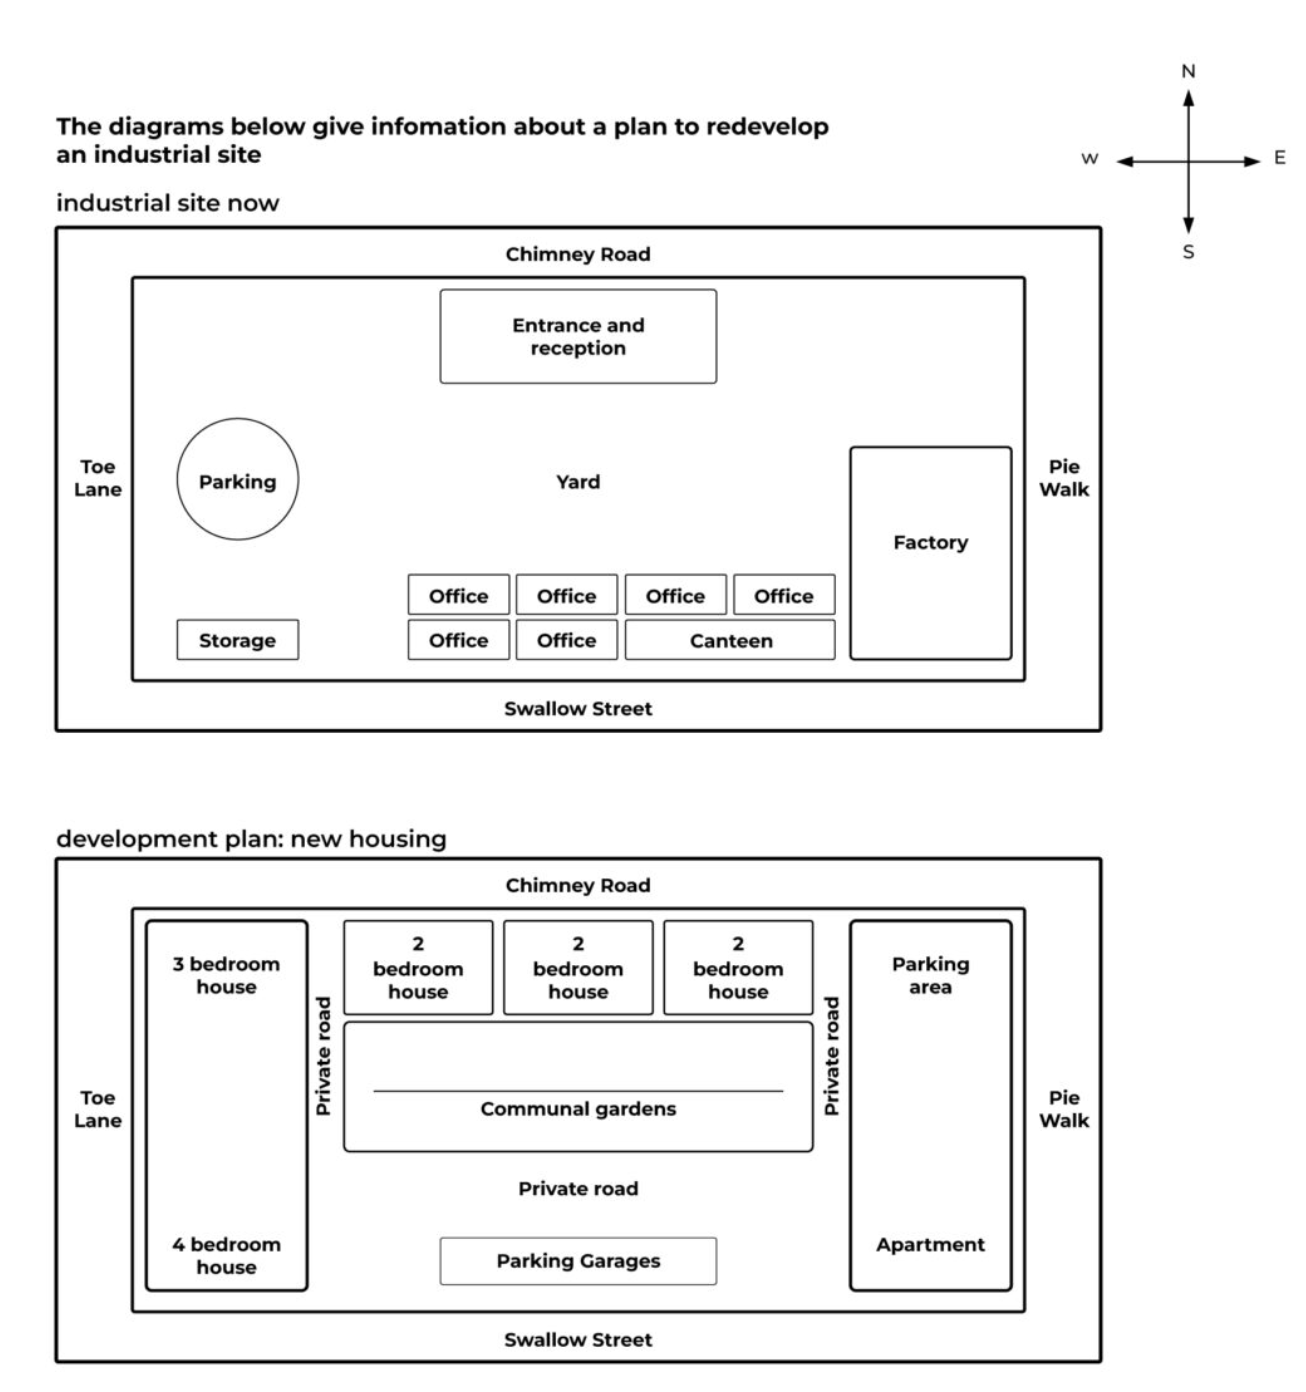 N
The diagrams below give infomation about a plan to redevelop
an industrial site
W
E
industrial site now
S
Chimney Road
Entrance and
reception
Toe
Lane
Parking
Yard
Pie
Walk
Factory
Office
Office
Office
Office
Storage
Office
Office
Canteen
Swallow Street
development plan: new housing
Chimney Road
3 bedroom
house
2
bedroom
house
2
bedroom
house
2
bedroom
house
Parking
area
Private road
Private road
Toe
Lane
Communal gardens
Pie
Walk
Private road
4 bedroom
house
Parking Garages
Apartment
Swallow Street